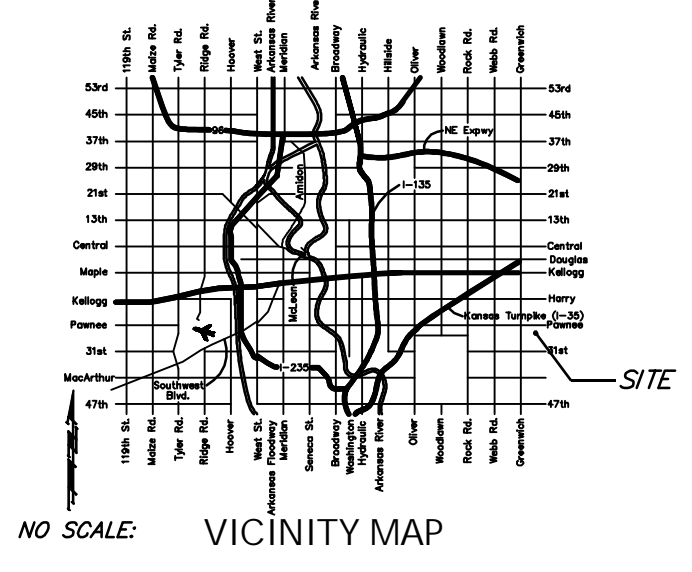 119th St.
Maize Rd.
Tyler Rd.
Ridge Rd.
Hoover
West St.
Arkansas River
Meridian
Arkansas River
Broadway
Hydraulic
Hillside
Oliver
Woodlawn
Rock Rd.
Webb Rd.
Greenwich
53rd
53rd
45th
45th
96
NE Expwy
37th
37th
29th
29th
Amidon
I-135
21st
21st
13th
13th
Central
Central
Douglas
Maple
Kellogg
McLean
Kellogg
Harry
Kansas Turnpike (I-35)
Pawnee
Pawnee
31st
31st
I-235
MacArthur
SITE
Southwest
Blvd.
47th
47th
119th St.
Maize Rd.
Tyler Rd.
Ridge Rd.
Hoover
West St.
Arkansas Floodway
Meridian
Seneca St.
Broadway
Washington
Hydraulic
Arkansas River
Oliver
Woodlawn
Rock Rd.
Webb Rd.
Greenwich
NO SCALE:
VICINITY MAP